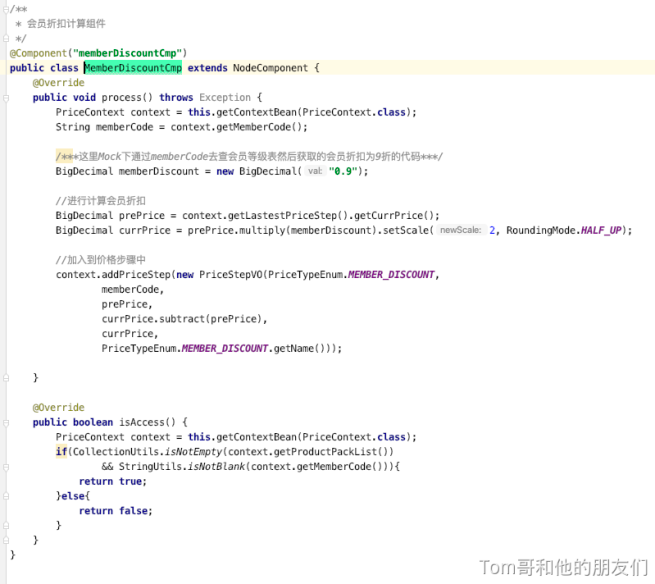 /**
 * 会员折扣计算组件
 */
@Component("memberDiscountCmp")
public class MemberDiscountCmp extends NodeComponent {
    @Override
    public void process() throws Exception {
        PriceContext context = this.getContextBean(PriceContext.class);
        String memberCode = context.getMemberCode();

        /***这里Mock下通过memberCode去查会员等级表然后获取的会员折扣为9折的代码***/
        BigDecimal memberDiscount = new BigDecimal( val: "0.9");

        //进行计算会员折扣
        BigDecimal prePrice = context.getLastestPriceStep().getCurrPrice();
        BigDecimal currPrice = prePrice.multiply(memberDiscount).setScale( newScale: 2, RoundingMode.HALF_UP);

        //加入到价格步骤中
        context.addPriceStep(new PriceStepVO(PriceTypeEnum.MEMBER_DISCOUNT,
                memberCode,
                prePrice,
                currPrice.subtract(prePrice),
                currPrice,
                PriceTypeEnum.MEMBER_DISCOUNT.getName()));

    }

    @Override
    public boolean isAccess() {
        PriceContext context = this.getContextBean(PriceContext.class);
        if(CollectionUtils.isNotEmpty(context.getProductPackList())
                && StringUtils.isNotBlank(context.getMemberCode())){
            return true;
        }else{
            return false;
        }
    }
}
Tom哥和他的朋友们